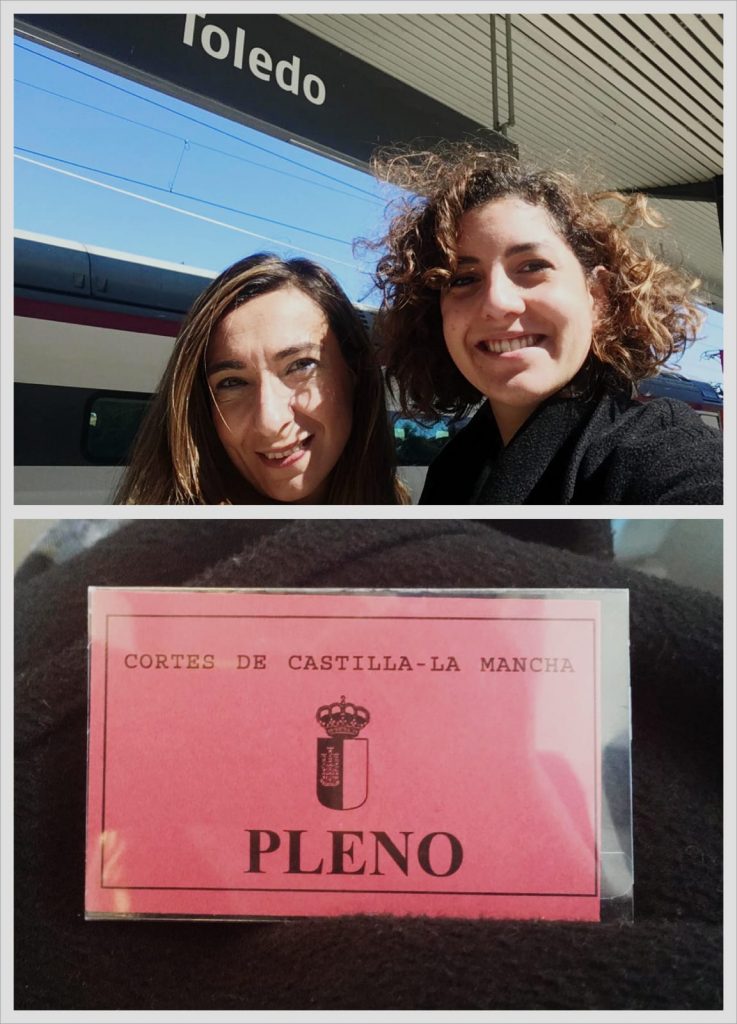 Toledo
CORTES DE CASTILLA-LA MANCHA
PLENO